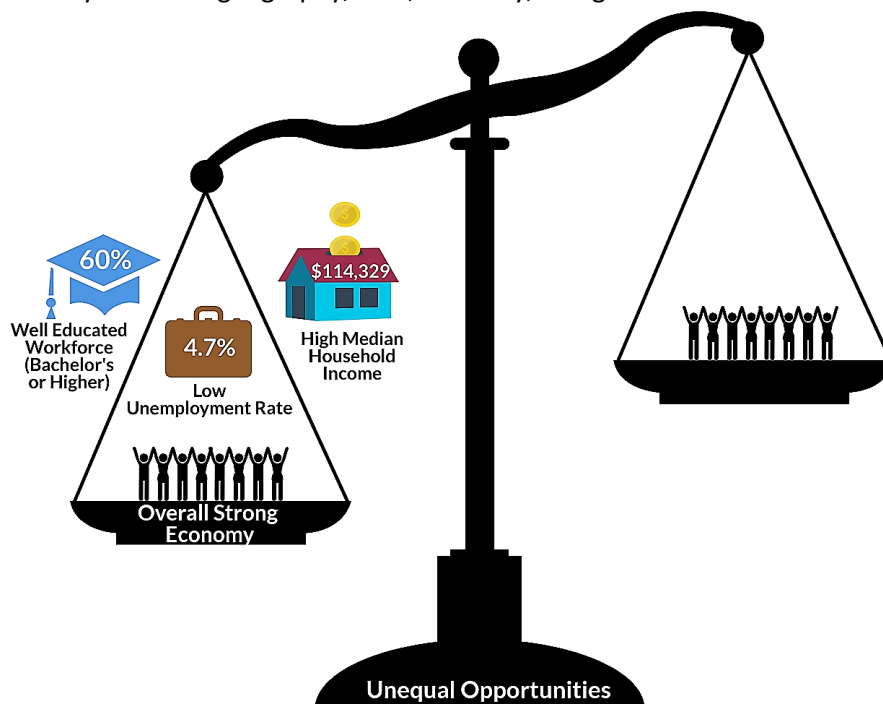 60%
Well Educated
Workforce
(Bachelor's
or Higher)
4.7%
Low
Unemployment Rate
$114,329
High Median
Household
Income
Overall Strong
Economy
Unequal Opportunities